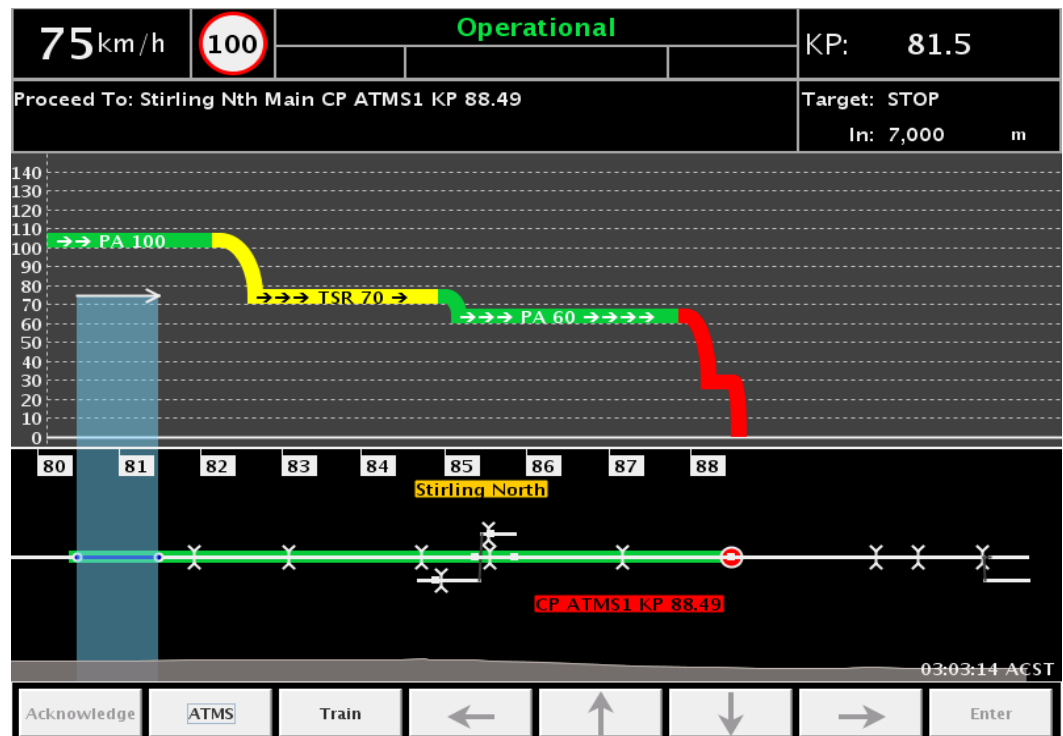 75 km/h
100
Operational
KP: 81.5
Proceed To: Stirling Nth Main CP ATMS1 KP 88.49
Target: STOP
In: 7,000 m
140
130
120
110
100
90
80
70
60
50
40
30
20
10
0
→→ PA 100
→→→ TSR 70 →
→→→ PA 60 →→→→
80 81 82 83 84 85 86 87 88
Stirling North
CP ATMS1 KP 88.49
03:03:14 ACST
Acknowledge ATMS Train ← ↑ ↓ → Enter